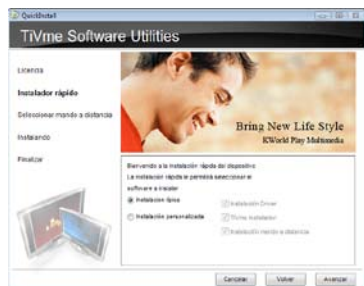 QuickInstall
TiVme Software Utilities
Licencia
Instalador rápido
Seleccionar mando a distancia
Instalando
Finalizar
Bring New Life Style
KWorld Play Multimedia
Bienvenido a la instalación rápida del dispositivo
La instalación rápida le permitirá seleccionar el
software a instalar
Instalación típica
Instalación personalizada
Instalación Driver
TiVme Instalador
Instalación mando a distancia
Cancelar
Volver
Avanzar